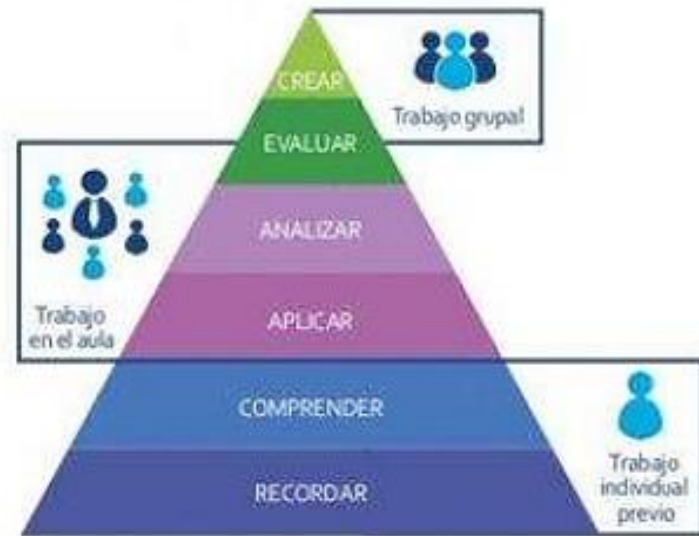 CREAR
Trabajo grupal
EVALUAR
ANALIZAR
Trabajo
en el aula
APLICAR
COMPRENDER
Trabajo
individual
previo
RECORDAR